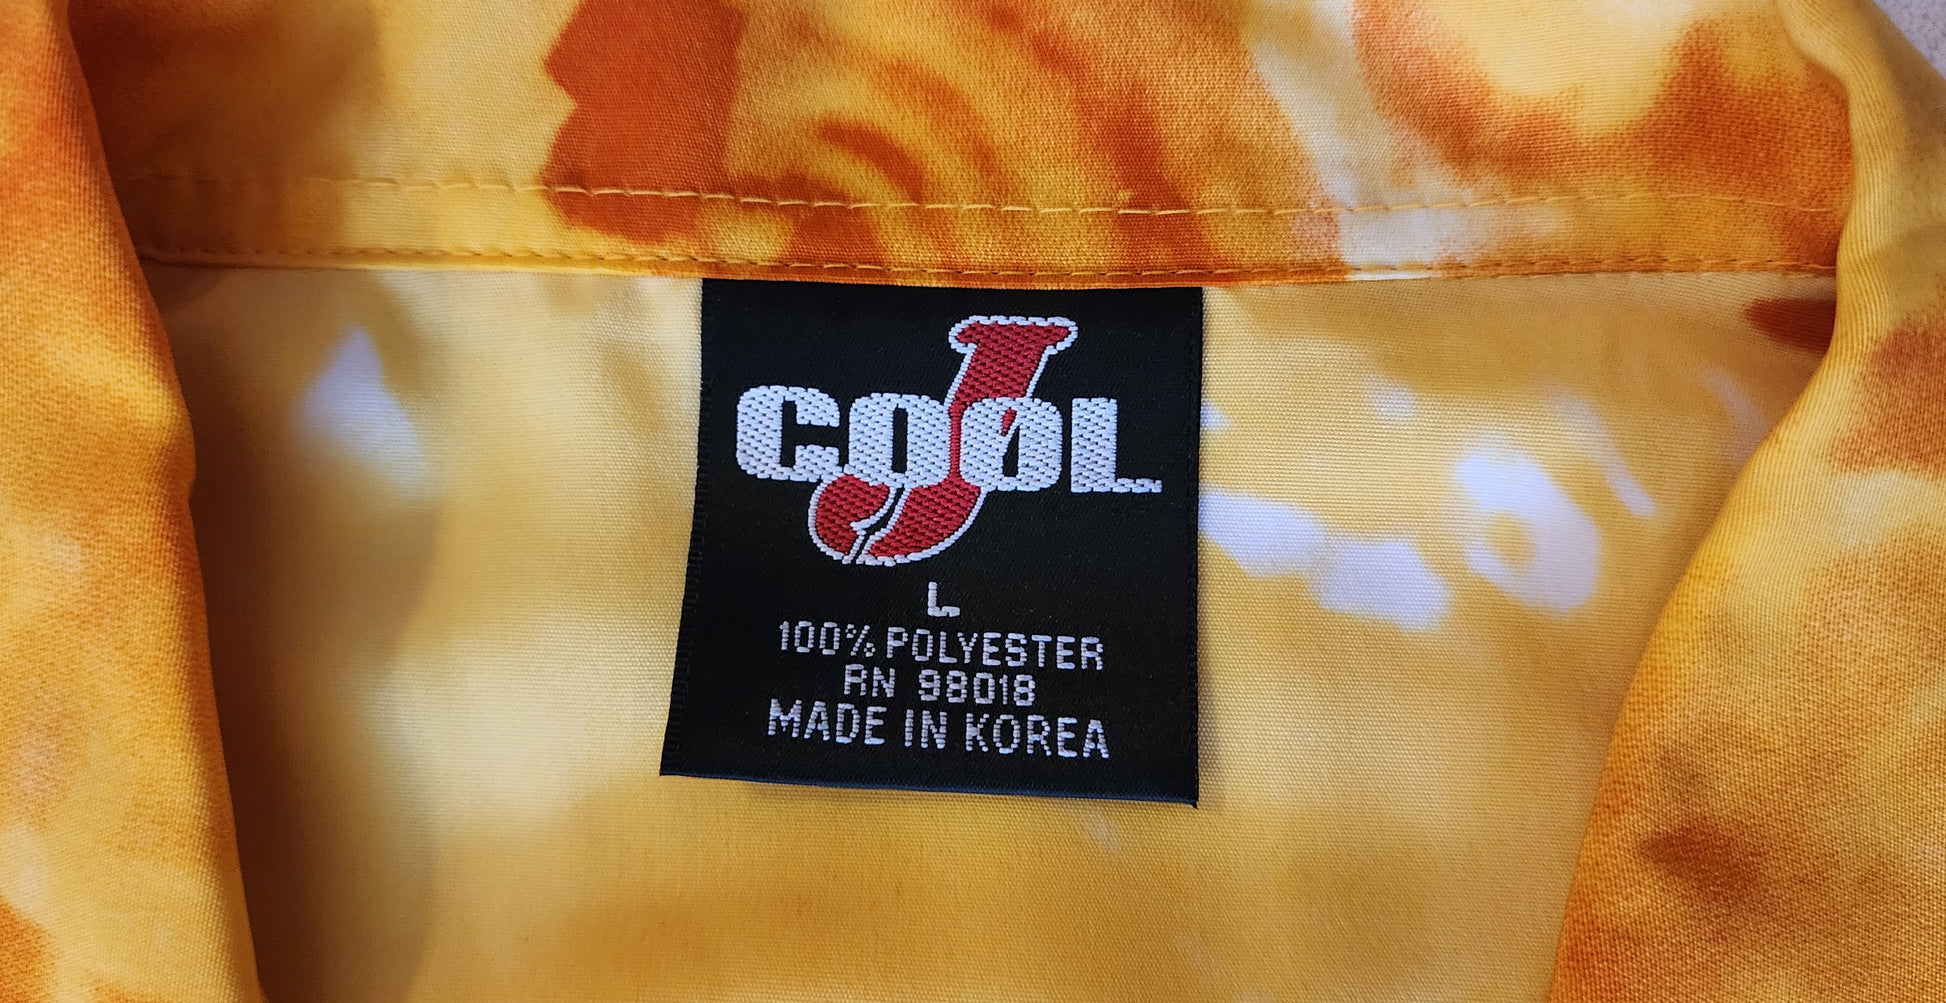 J
COOL
L
100% POLYESTER
RN 98018
MADE IN KOREA